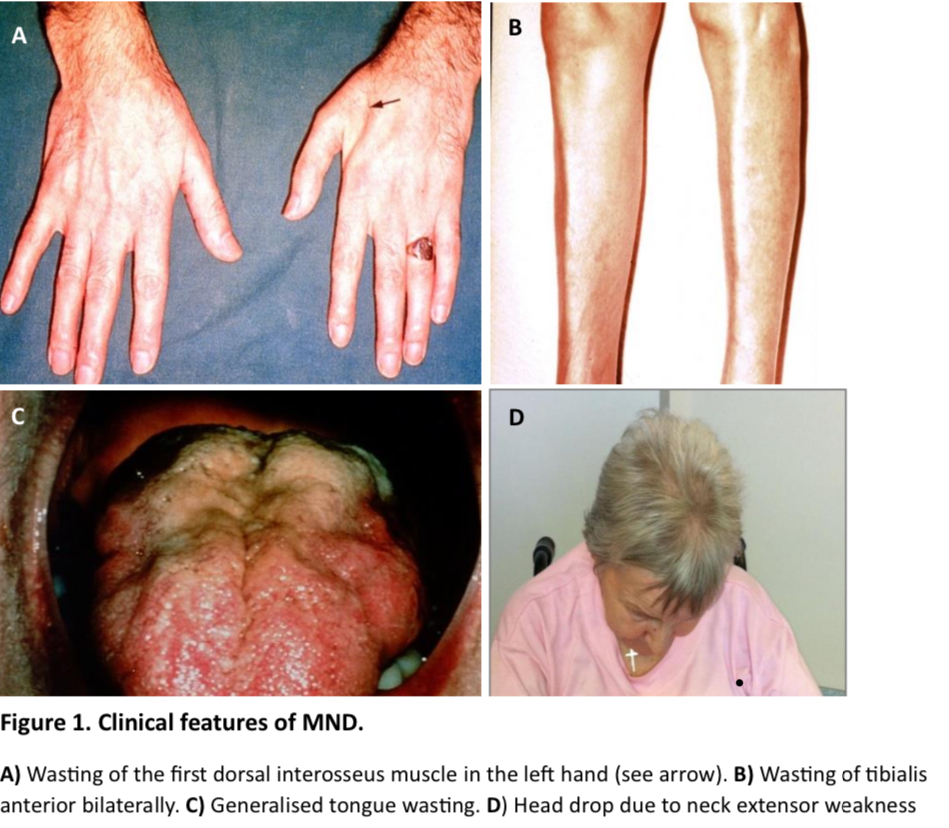 A
B
C
D
Figure 1. Clinical features of MND.
A) Wasting of the first dorsal interosseus muscle in the left hand (see arrow). B) Wasting of tibialis
anterior bilaterally. C) Generalised tongue wasting. D) Head drop due to neck extensor weakness